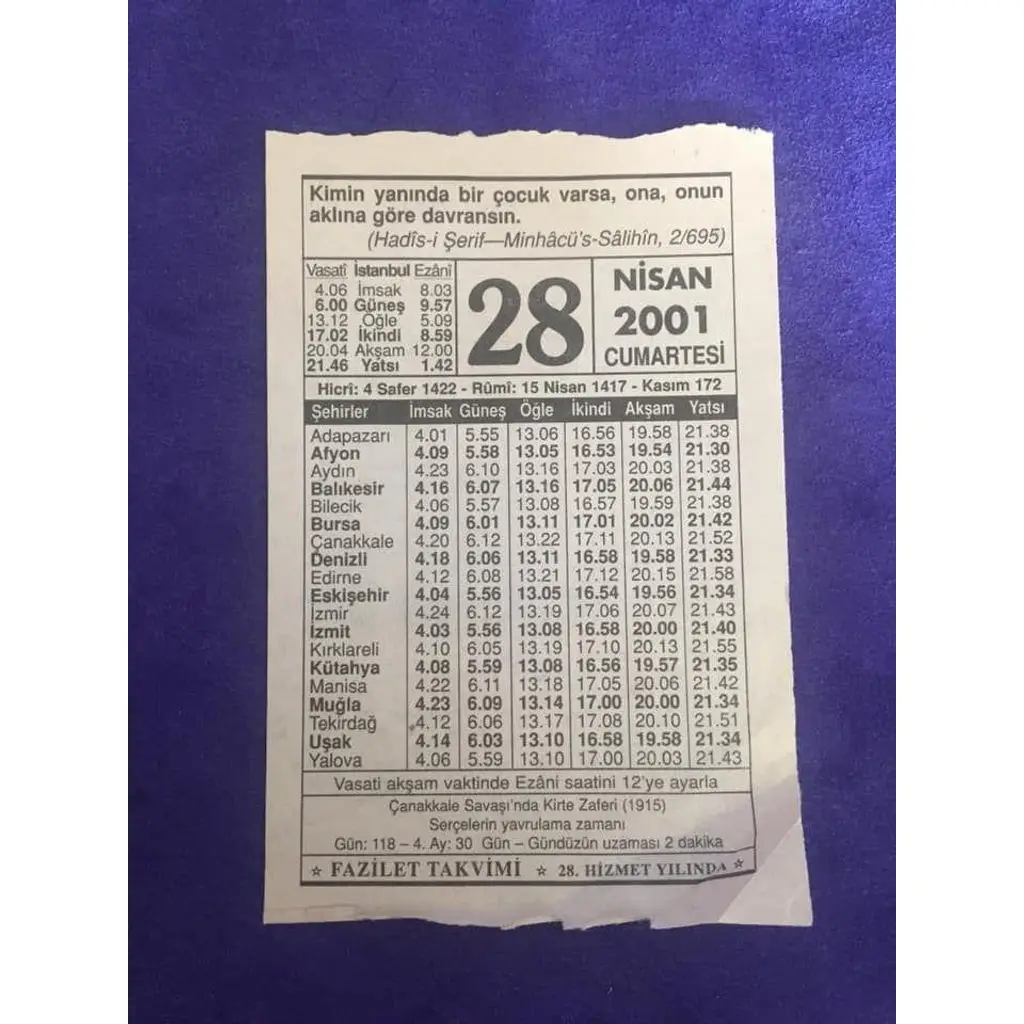 Kimin yanında bir çocuk varsa, ona, onun
aklına göre davransın.
(Hadîs-i Şerif—Minhâcü's-Sâlihîn, 2/695)
Vasatî İstanbul Ezânî
4.06 İmsak 8.03
6.00 Güneş 9.57
13.12 Öğle 5.09
17.02 İkindi 8.59
20.04 Akşam 12.00
21.46 Yatsı 1.42
28
NİSAN
2001
CUMARTESİ
Hicrî: 4 Safer 1422 - Rûmî: 15 Nisan 1417 - Kasım 172
Şehirler İmsak Güneş Öğle İkindi Akşam Yatsı
Adapazarı 4.01 5.55 13.06 16.56 19.58 21.38
Afyon 4.09 5.58 13.05 16.53 19.54 21.30
Aydın 4.23 6.10 13.16 17.03 20.03 21.38
Balıkesir 4.16 6.07 13.16 17.05 20.06 21.44
Bilecik 4.06 5.57 13.08 16.57 19.59 21.38
Bursa 4.09 6.01 13.11 17.01 20.02 21.42
Çanakkale 4.20 6.12 13.22 17.11 20.13 21.52
Denizli 4.18 6.06 13.11 16.58 19.58 21.33
Edirne 4.12 6.08 13.21 17.12 20.15 21.58
Eskişehir 4.04 5.56 13.05 16.54 19.56 21.34
İzmir 4.24 6.12 13.19 17.06 20.07 21.43
İzmit 4.03 5.56 13.08 16.58 20.00 21.40
Kırklareli 4.10 6.05 13.19 17.10 20.13 21.55
Kütahya 4.08 5.59 13.08 16.56 19.57 21.35
Manisa 4.22 6.11 13.18 17.05 20.06 21.42
Muğla 4.23 6.09 13.14 17.00 20.00 21.34
Tekirdağ 4.12 6.06 13.17 17.08 20.10 21.51
Uşak 4.14 6.03 13.10 16.58 19.58 21.34
Yalova 4.06 5.59 13.10 17.00 20.03 21.43
Vasati akşam vaktinde Ezâni saatini 12'ye ayarla
Çanakkale Savaşı'nda Kirte Zaferi (1915)
Serçelerin yavrulama zamanı
Gün: 118 – 4. Ay: 30 Gün – Gündüzün uzaması 2 dakika
☆ FAZİLET TAKVİMİ ☆ 28. HİZMET YILINDA ☆